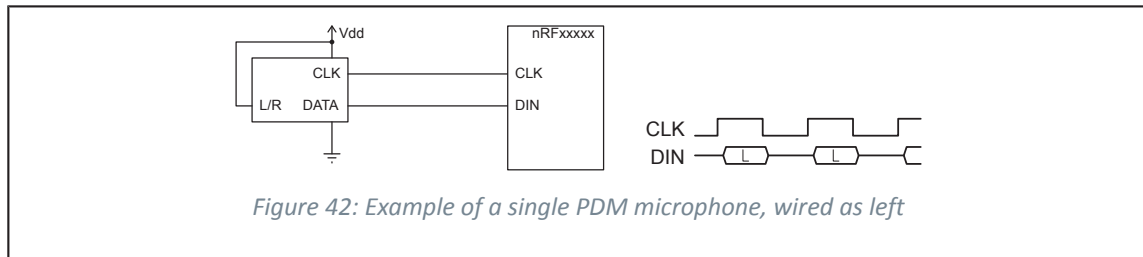 Vdd
nRFxxxxx
CLK
CLK
L/R
DATA
DIN
CLK
DIN
L
L
Figure 42: Example of a single PDM microphone, wired as left